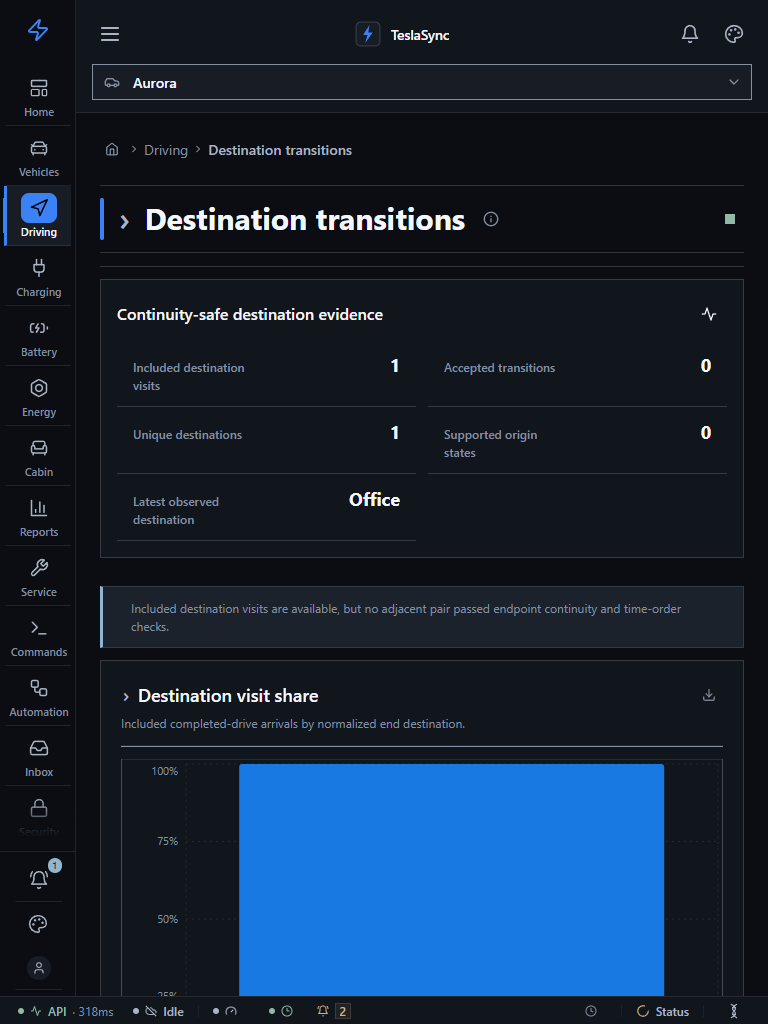 TeslaSync
Aurora
Home
Vehicles
Driving
Charging
Battery
Energy
Cabin
Reports
Service
Commands
Automation
Inbox
Security
1
Driving
Destination transitions
Destination transitions
Continuity-safe destination evidence
Included destination
visits
1
Accepted transitions
0
Unique destinations
1
Supported origin
states
0
Latest observed
destination
Office
Included destination visits are available, but no adjacent pair passed endpoint continuity and time-order
checks.
Destination visit share
Included completed-drive arrivals by normalized end destination.
100%
75%
50%
25%
API · 318ms
Idle
2
Status